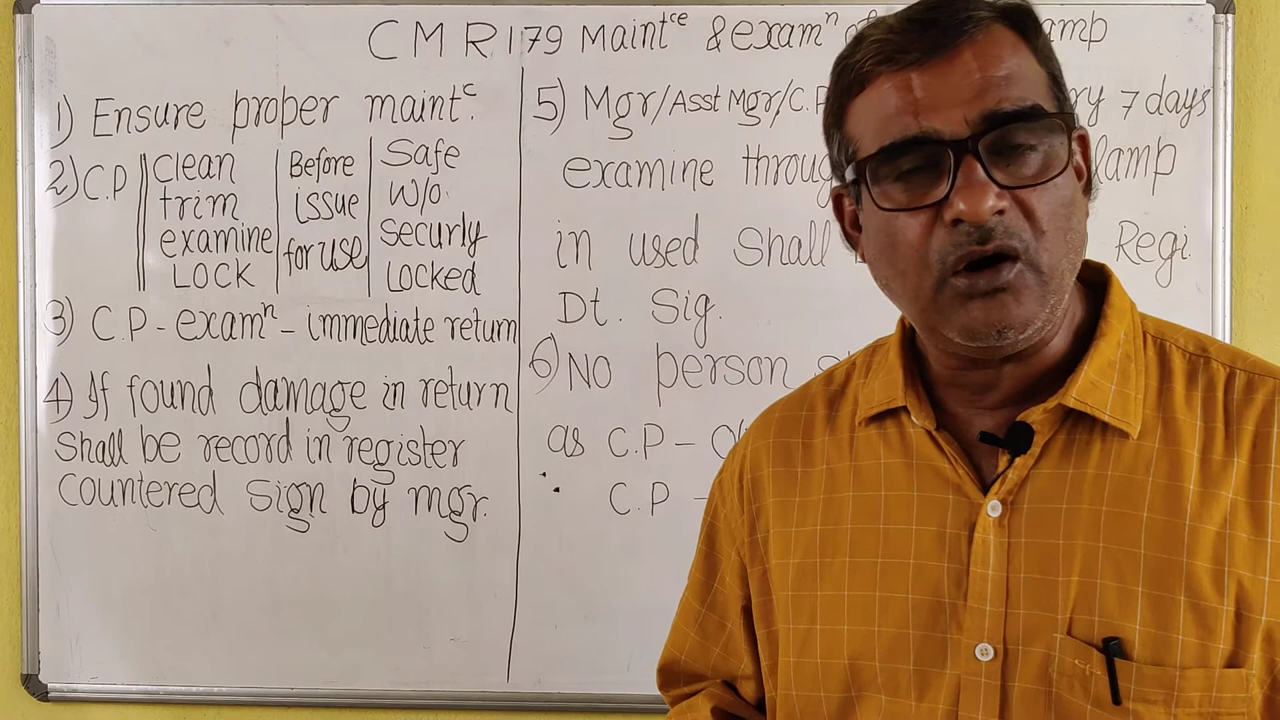 CMR 179 Maintce & examn of amp
1) Ensure proper maintc.
2) C.P Clean trim examine LOCK
Before issue for use
Safe w/o securly Locked
3) C.P - examn - immediate return
4) If found damage in return
Shall be record in register
Countered Sign by mgr.
5) Mgr/Asst Mgr/C.P ry 7 days
examine throug lamp
in used Shall Regi.
Dt. Sig.
6) No person s
as C.P -
C.P -